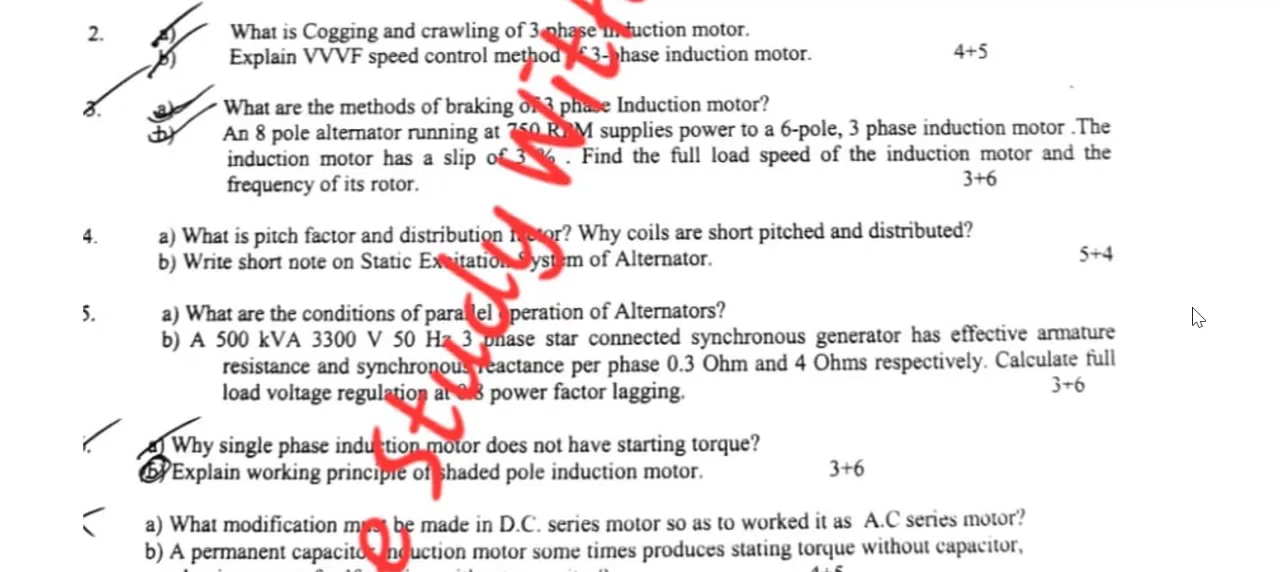 2. a) What is Cogging and crawling of 3-phase induction motor.
b) Explain VVVF speed control method of 3-phase induction motor. 4+5
3. a) What are the methods of braking of 3 phase Induction motor?
b) An 8 pole alternator running at 750 RPM supplies power to a 6-pole, 3 phase induction motor .The
induction motor has a slip of 3 % . Find the full load speed of the induction motor and the
frequency of its rotor. 3+6
4. a) What is pitch factor and distribution factor? Why coils are short pitched and distributed?
b) Write short note on Static Excitation System of Alternator. 5+4
5. a) What are the conditions of parallel operation of Alternators?
b) A 500 kVA 3300 V 50 Hz 3 phase star connected synchronous generator has effective armature
resistance and synchronous reactance per phase 0.3 Ohm and 4 Ohms respectively. Calculate full
load voltage regulation at 0.8 power factor lagging. 3+6
a) Why single phase induction motor does not have starting torque?
b) Explain working principle of shaded pole induction motor. 3+6
a) What modification must be made in D.C. series motor so as to worked it as A.C series motor?
b) A permanent capacitor induction motor some times produces stating torque without capacitor,
e Study With